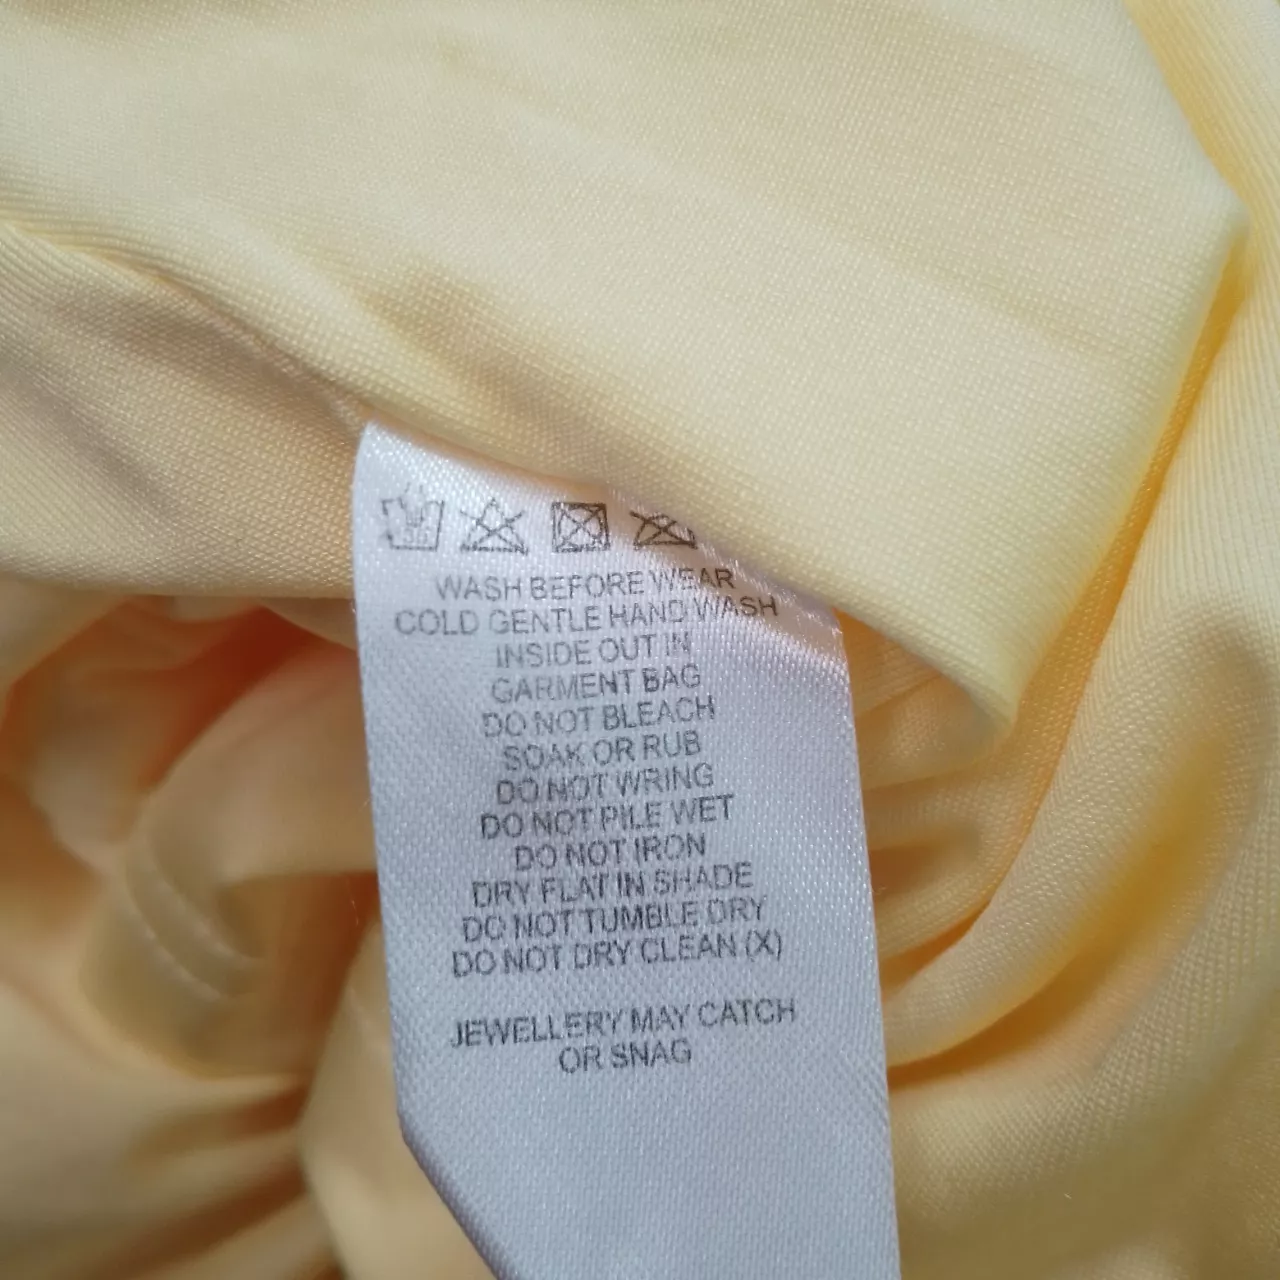 WASH BEFORE WEAR
COLD GENTLE HAND WASH
INSIDE OUT IN
GARMENT BAG
DO NOT BLEACH
SOAK OR RUB
DO NOT WRING
DO NOT PILE WET
DO NOT IRON
DRY FLAT IN SHADE
DO NOT TUMBLE DRY
DO NOT DRY CLEAN (X)
JEWELLERY MAY CATCH
OR SNAG